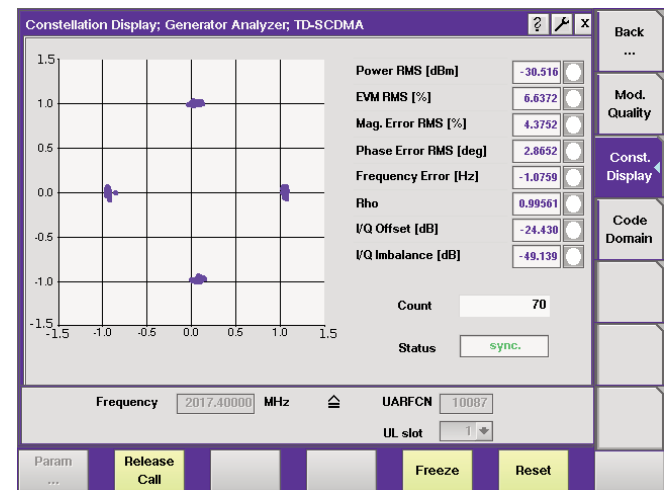 Constellation Display; Generator Analyzer; TD-SCDMA ? X
Back
...
Mod.
Quality
Const.
Display
Code
Domain
1.5
1.0
0.5
0.0
-0.5
-1.0
-1.5
-1.5 -1.0 -0.5 0.0 0.5 1.0 1.5
Power RMS [dBm] -30.516
EVM RMS [%] 6.6372
Mag. Error RMS [%] 4.3752
Phase Error RMS [deg] 2.8652
Frequency Error [Hz] -1.0759
Rho 0.99561
I/Q Offset [dB] -24.430
I/Q Imbalance [dB] -49.139
Count 70
Status sync.
Frequency 2017.40000 MHz ≙ UARFCN 10087
UL slot 1
Param
...
Release
Call
Freeze
Reset